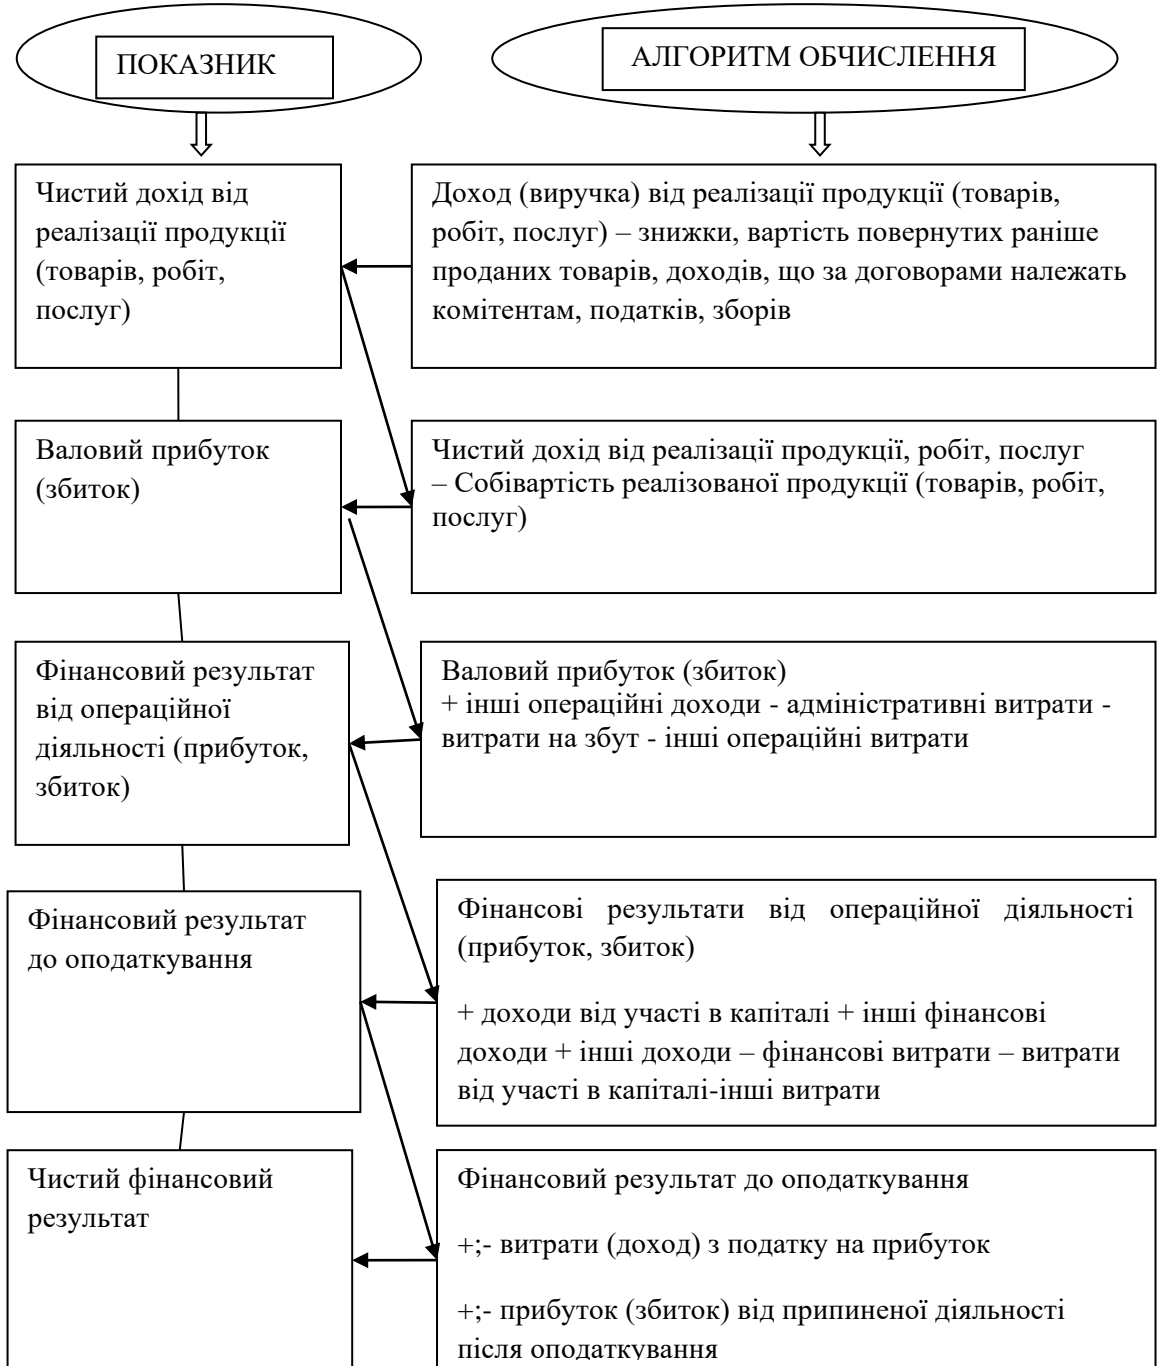 ПОКАЗНИК
АЛГОРИТМ ОБЧИСЛЕННЯ
Чистий дохід від
реалізації продукції
(товарів, робіт,
послуг)
Доход (виручка) від реалізації продукції (товарів,
робіт, послуг) – знижки, вартість повернутих раніше
проданих товарів, доходів, що за договорами належать
комітентам, податків, зборів
Валовий прибуток
(збиток)
Чистий дохід від реалізації продукції, робіт, послуг
– Собівартість реалізованої продукції (товарів, робіт,
послуг)
Фінансовий результат
від операційної
діяльності (прибуток,
збиток)
Валовий прибуток (збиток)
+ інші операційні доходи - адміністративні витрати -
витрати на збут - інші операційні витрати
Фінансовий результат
до оподаткування
Фінансові результати від операційної діяльності
(прибуток, збиток)
+ доходи від участі в капіталі + інші фінансові
доходи + інші доходи – фінансові витрати – витрати
від участі в капіталі-інші витрати
Чистий фінансовий
результат
Фінансовий результат до оподаткування
+;- витрати (доход) з податку на прибуток
+;- прибуток (збиток) від припиненої діяльності
після оподаткування